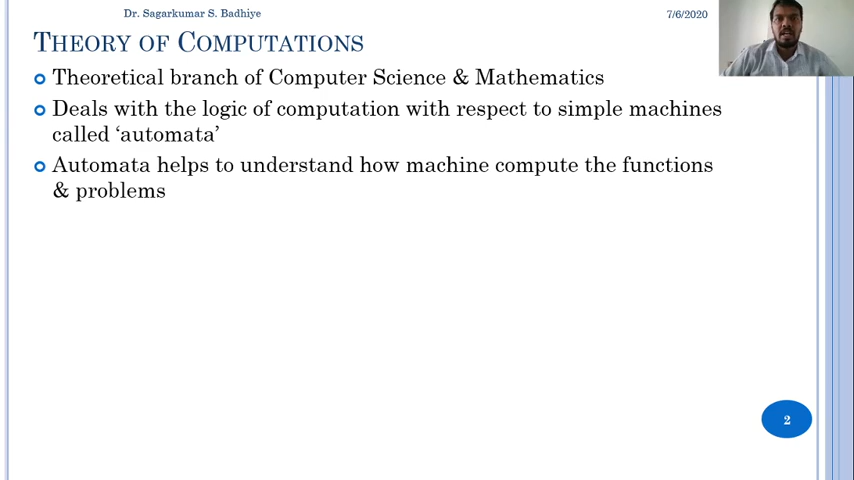 Dr. Sagarkumar S. Badhiye
7/6/2020
THEORY OF COMPUTATIONS
Theoretical branch of Computer Science & Mathematics
Deals with the logic of computation with respect to simple machines
called ‘automata’
Automata helps to understand how machine compute the functions
& problems
2